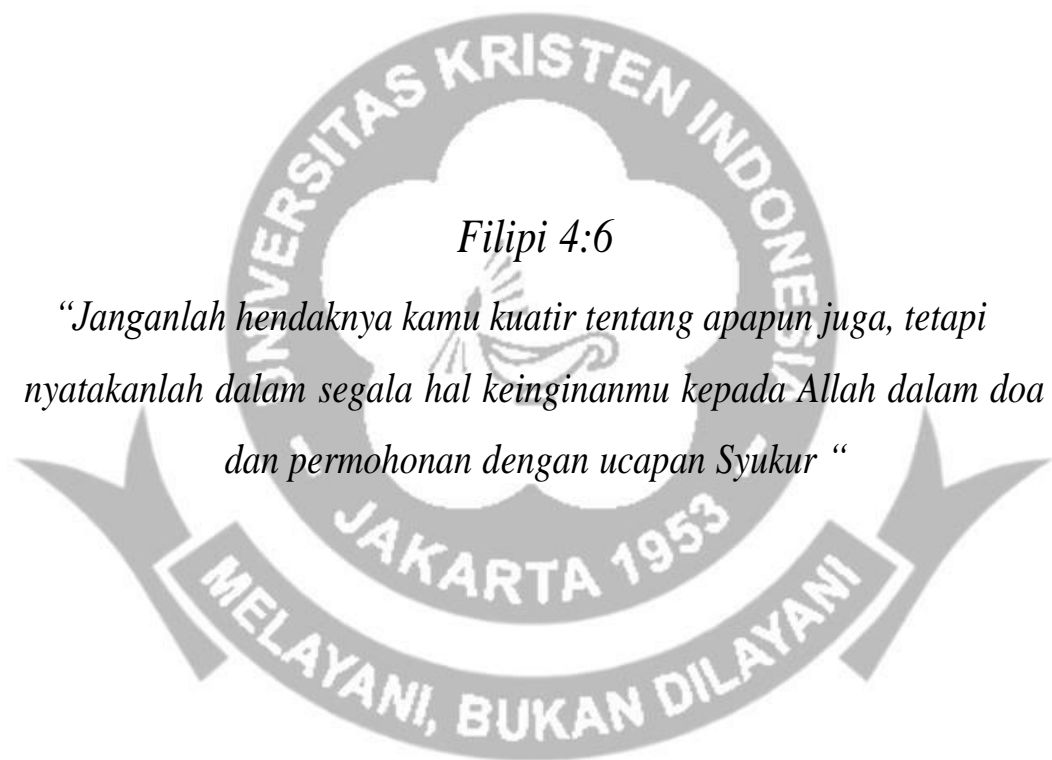 UNIVERSITAS KRISTEN INDONESIA
Filipi 4:6
“Janganlah hendaknya kamu kuatir tentang apapun juga, tetapi
nyatakanlah dalam segala hal keinginanmu kepada Allah dalam doa
dan permohonan dengan ucapan Syukur “
- JAKARTA 1953 -
MELAYANI, BUKAN DILAYANI